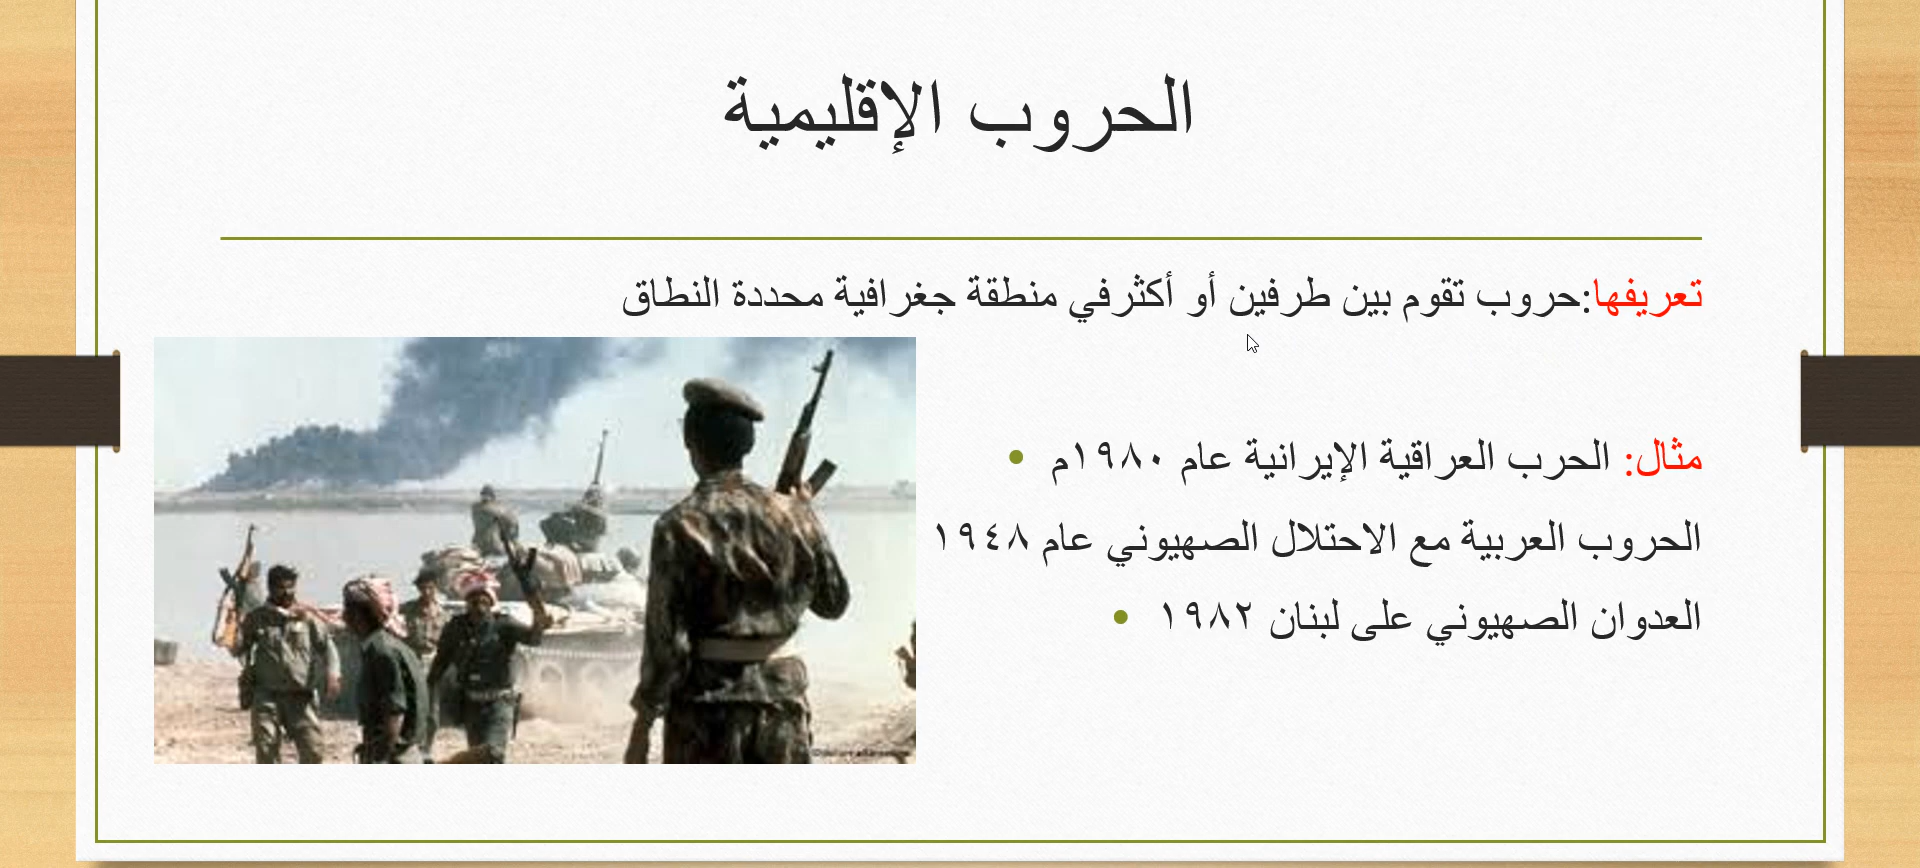 الحروب الإقليمية
تعريفها:حروب تقوم بين طرفين أو أكثرفي منطقة جغرافية محددة النطاق
مثال: الحرب العراقية الإيرانية عام ١٩٨٠م
الحروب العربية مع الاحتلال الصهيوني عام ١٩٤٨
العدوان الصهيوني على لبنان ١٩٨٢